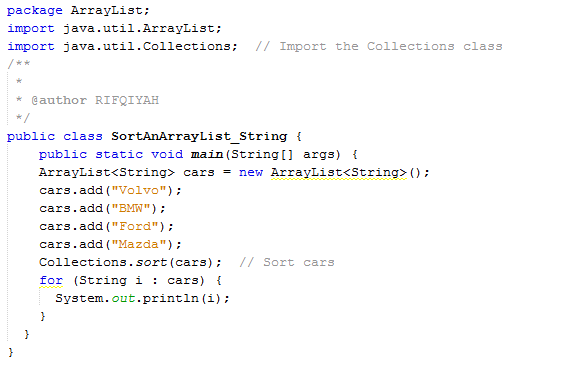 package ArrayList;
import java.util.ArrayList;
import java.util.Collections;  // Import the Collections class
/**
 *
 * @author RIFQIYAH
 */
public class SortAnArrayList_String {
    public static void main(String[] args) {
    ArrayList<String> cars = new ArrayList<String>();
    cars.add("Volvo");
    cars.add("BMW");
    cars.add("Ford");
    cars.add("Mazda");
    Collections.sort(cars);  // Sort cars
    for (String i : cars) {
      System.out.println(i);
    }
  }
}